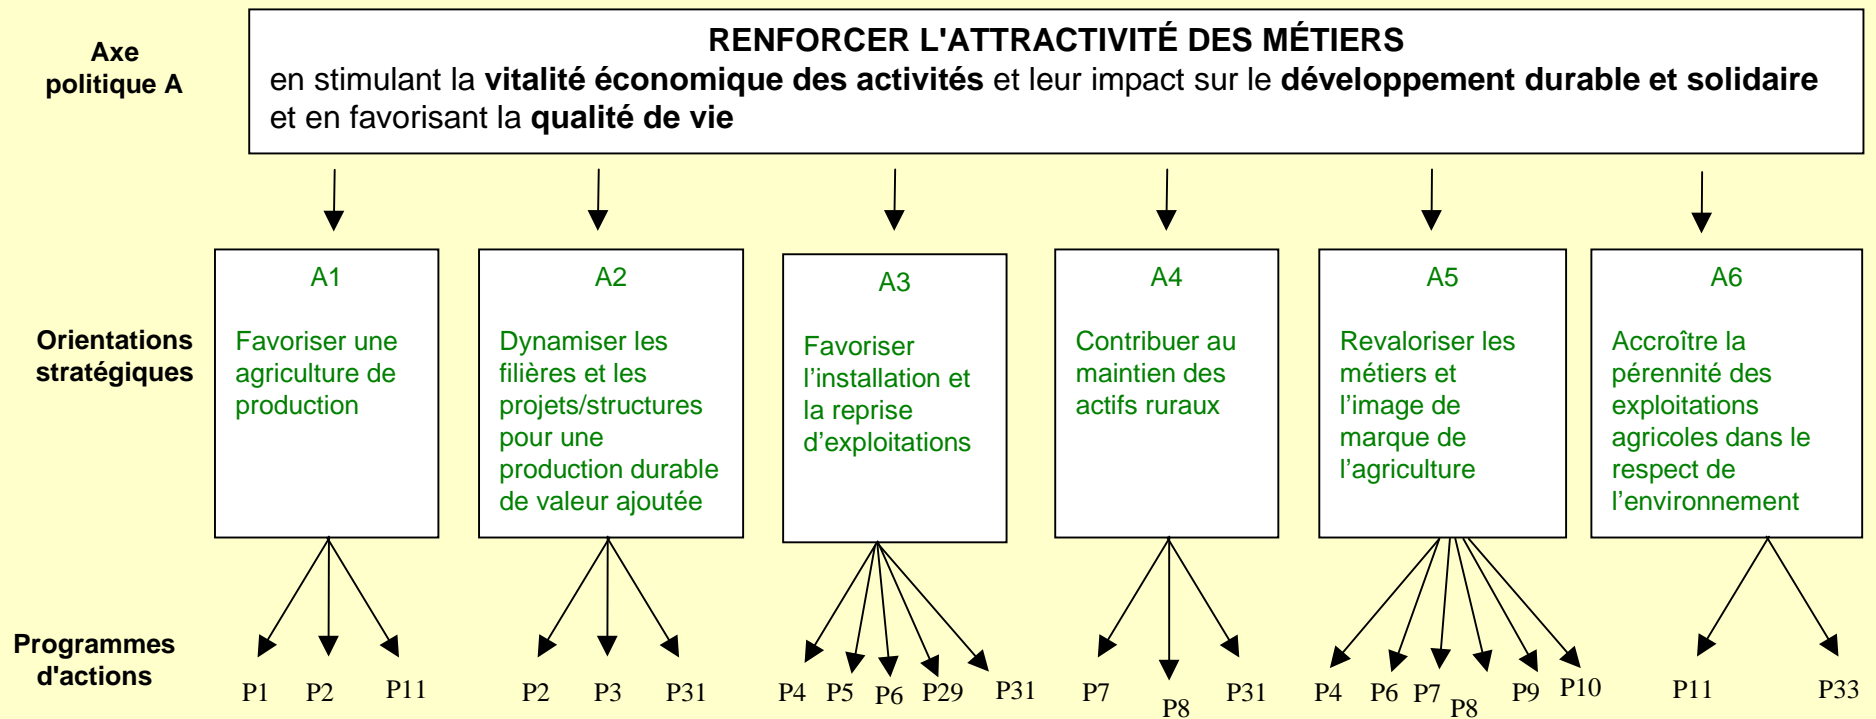 Axe
politique A
RENFORCER L'ATTRACTIVITÉ DES MÉTIERS
en stimulant la vitalité économique des activités et leur impact sur le développement durable et solidaire
et en favorisant la qualité de vie
Orientations
stratégiques
A1
Favoriser une
agriculture de
production
A2
Dynamiser les
filières et les
projets/structures
pour une
production durable
de valeur ajoutée
A3
Favoriser
l’installation et
la reprise
d’exploitations
A4
Contribuer au
maintien des
actifs ruraux
A5
Revaloriser les
métiers et
l’image de
marque de
l’agriculture
A6
Accroître la
pérennité des
exploitations
agricoles dans le
respect de
l’environnement
Programmes
d'actions
P1 P2 P11
P2 P3 P31
P4 P5 P6 P29 P31
P7 P8 P31
P4 P6 P7 P8 P9 P10
P11 P33